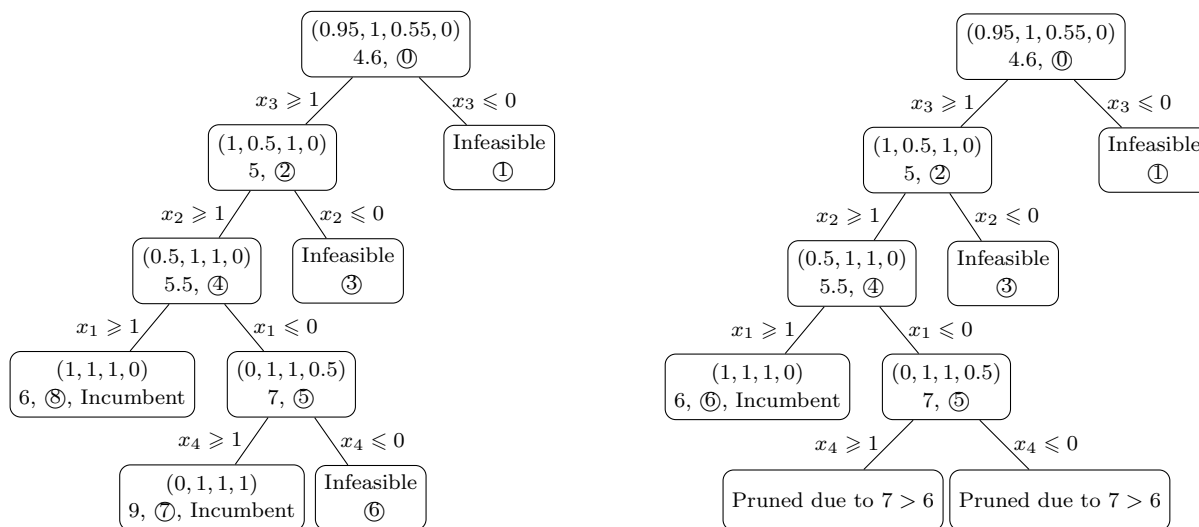 (0.95, 1, 0.55, 0)
4.6, ⓪
x₃ ⩾ 1
x₃ ⩽ 0
(1, 0.5, 1, 0)
5, ②
Infeasible
①
x₂ ⩾ 1
x₂ ⩽ 0
(0.5, 1, 1, 0)
5.5, ④
Infeasible
③
x₁ ⩾ 1
x₁ ⩽ 0
(1, 1, 1, 0)
6, ⑧, Incumbent
(0, 1, 1, 0.5)
7, ⑤
x₄ ⩾ 1
x₄ ⩽ 0
(0, 1, 1, 1)
9, ⑦, Incumbent
Infeasible
⑥
(0.95, 1, 0.55, 0)
4.6, ⓪
x₃ ⩾ 1
x₃ ⩽ 0
(1, 0.5, 1, 0)
5, ②
Infeasible
①
x₂ ⩾ 1
x₂ ⩽ 0
(0.5, 1, 1, 0)
5.5, ④
Infeasible
③
x₁ ⩾ 1
x₁ ⩽ 0
(1, 1, 1, 0)
6, ⑥, Incumbent
(0, 1, 1, 0.5)
7, ⑤
x₄ ⩾ 1
x₄ ⩽ 0
Pruned due to 7 > 6
Pruned due to 7 > 6